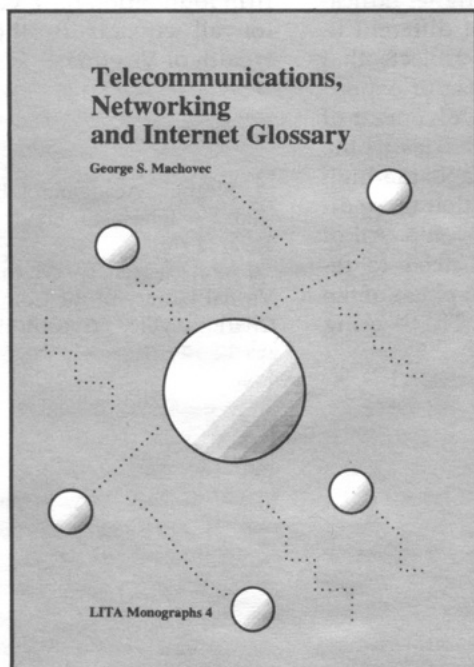 Telecommunications,
Networking
and Internet Glossary
George S. Machovec
LITA Monographs 4